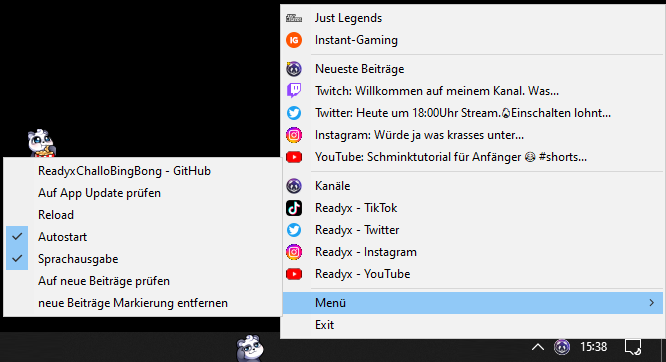 Just Legends
IG Instant-Gaming
Neueste Beiträge
Twitch: Willkommen auf meinem Kanal. Was...
Twitter: Heute um 18:00Uhr Stream.Einschalten lohnt...
Instagram: Würde ja was krasses unter...
YouTube: Schminktutorial für Anfänger 😂 #shorts...
Kanäle
Readyx - TikTok
Readyx - Twitter
Readyx - Instagram
Readyx - YouTube
Menü
Exit
ReadyxChalloBingBong - GitHub
Auf App Update prüfen
Reload
Autostart
Sprachausgabe
Auf neue Beiträge prüfen
neue Beiträge Markierung entfernen
15:38